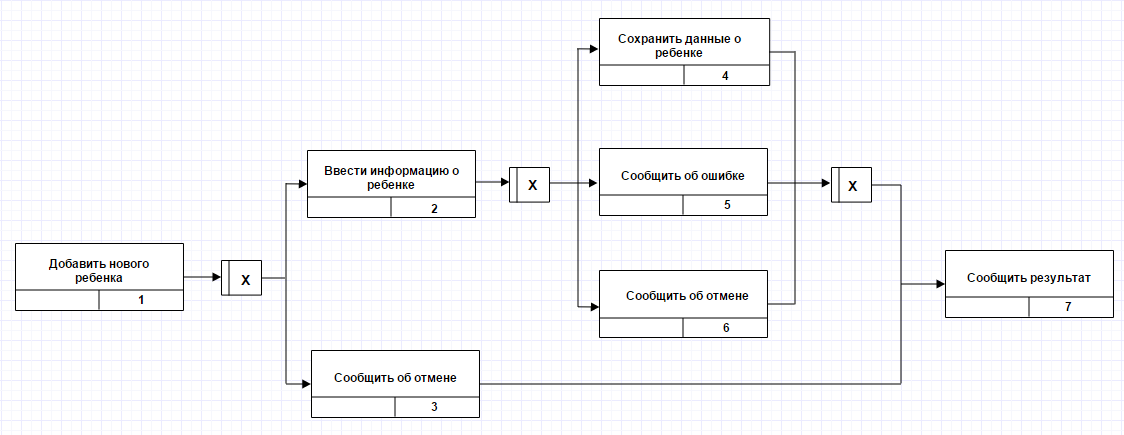 Добавить нового
ребенка
1
X
Ввести информацию о
ребенке
2
Сообщить об отмене
3
X
Сохранить данные о
ребенке
4
Сообщить об ошибке
5
Сообщить об отмене
6
X
Сообщить результат
7